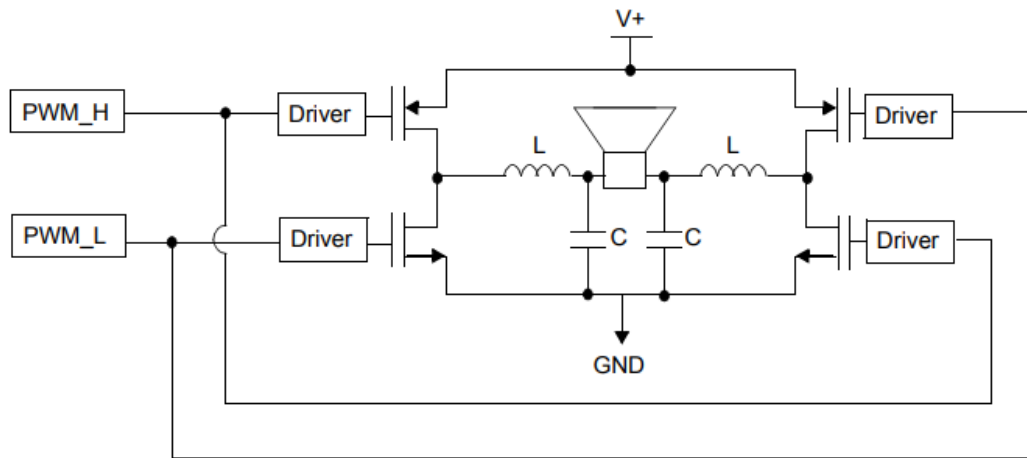 V+
PWM_H
Driver
Driver
L
L
PWM_L
Driver
C
C
Driver
GND